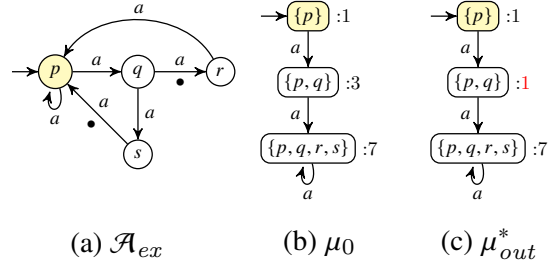 a
p
a
q
a
r
a
a
s
(a) 𝒜ex
{p} :1
a
{p, q} :3
a
{p, q, r, s} :7
a
(b) μ0
{p} :1
a
{p, q} :1
a
{p, q, r, s} :7
a
(c) μ*out